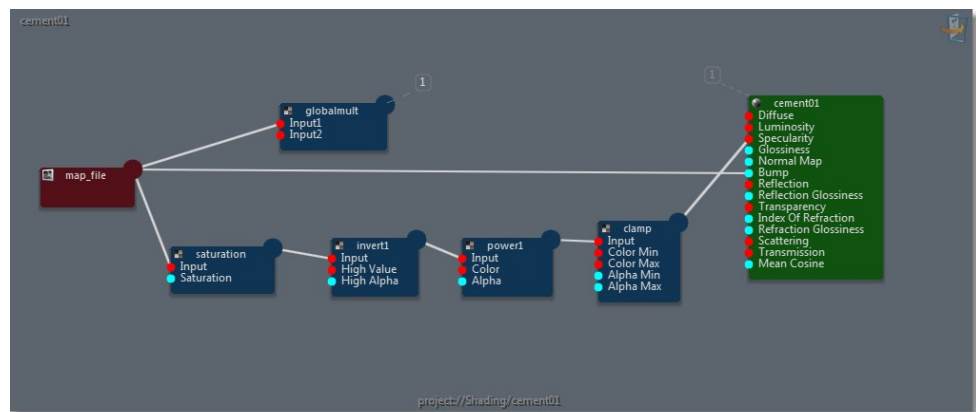 cement01
1
1
globalmult
Input1
Input2
cement01
Diffuse
Luminosity
Specularity
Glossiness
Normal Map
Bump
Reflection
Reflection Glossiness
Transparency
Index Of Refraction
Refraction Glossiness
Scattering
Transmission
Mean Cosine
map_file
saturation
Input
Saturation
invert1
Input
High Value
High Alpha
power1
Input
Color
Alpha
clamp
Input
Color Min
Color Max
Alpha Min
Alpha Max
project://Shading/cement01